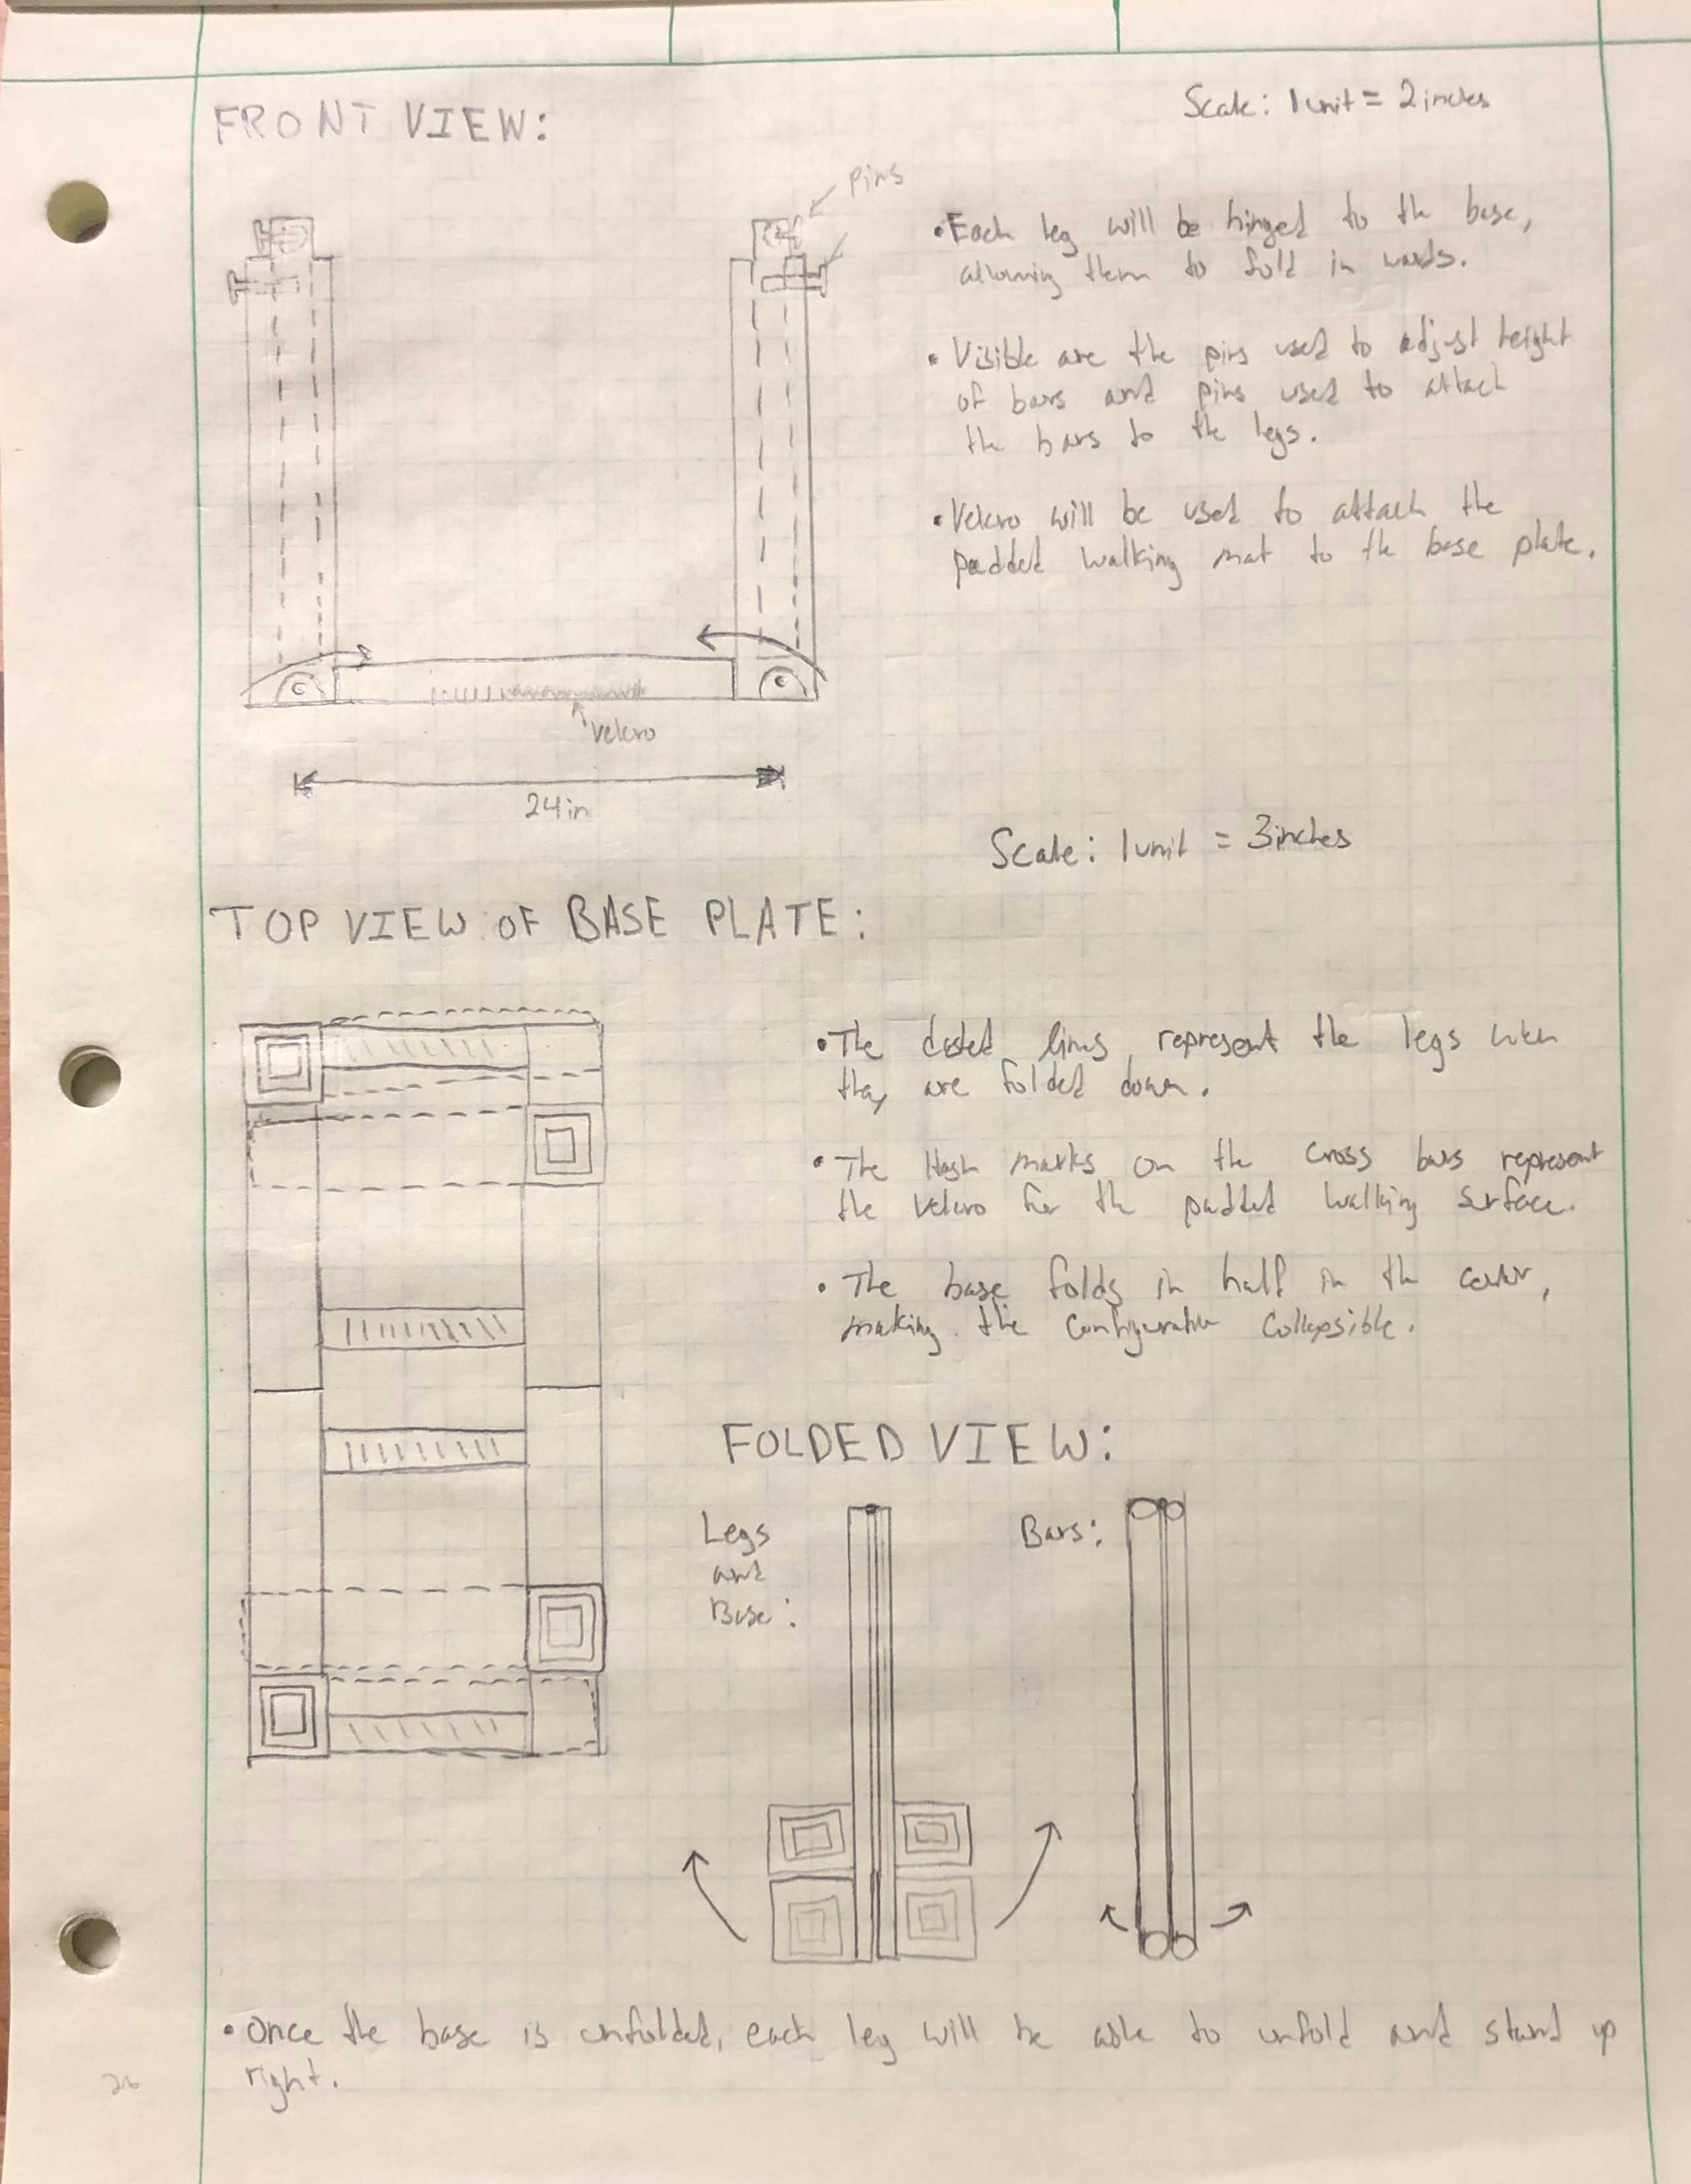 FRONT VIEW:
Scale: 1 unit = 2 inches
pins
• Each leg will be hinged to the base,
allowing them to fold in wards.
• Visible are the pins used to adjust height
of bars and pins used to attach
the bars to the legs.
• Velcro will be used to attach the
padded walking mat to the base plate.
Velcro
24 in
Scale: 1 unit = 3 inches
TOP VIEW OF BASE PLATE:
• The doted lines represent the legs when
they are folded down.
• The Hash marks on the cross bars represent
the velcro for the padded walking surface.
• The base folds in half in the center,
making the configuration collapsible.
FOLDED VIEW:
Legs
and
Base:
Bars:
• Once the base is unfolded, each leg will be able to unfold and stand up
right.